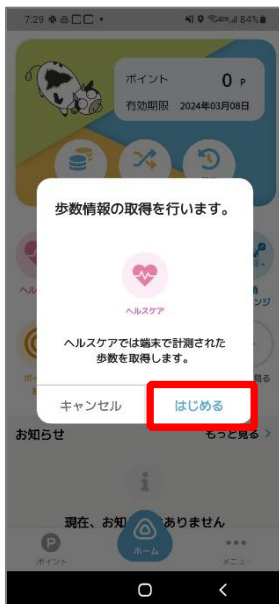 7:29
84%
ポイント 0 P
有効期限 2024年03月08日
歩数情報の取得を行います。
ヘルスケア
ヘルスケアでは端末で計測された
歩数を取得します。
キャンセル はじめる
お知らせ もっと見る
現在、お知 ありません
ポイント ホーム メニュー